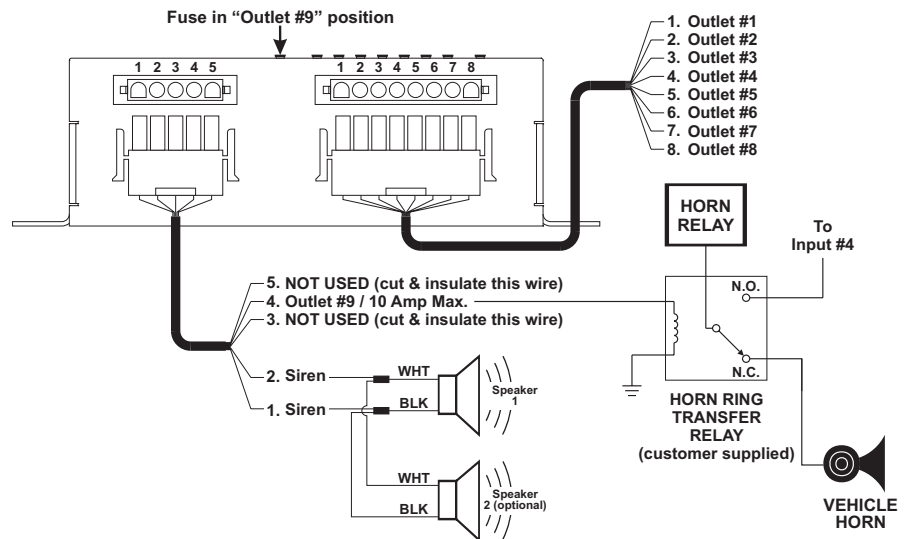 Fuse in “Outlet #9” position
1 2 3 4 5
1 2 3 4 5 6 7 8
1. Outlet #1
2. Outlet #2
3. Outlet #3
4. Outlet #4
5. Outlet #5
6. Outlet #6
7. Outlet #7
8. Outlet #8
HORN
RELAY
To
Input #4
N.O.
N.C.
5. NOT USED (cut & insulate this wire)
4. Outlet #9 / 10 Amp Max.
3. NOT USED (cut & insulate this wire)
2. Siren
1. Siren
WHT
BLK
Speaker
1
WHT
BLK
Speaker
2 (optional)
HORN RING
TRANSFER
RELAY
(customer supplied)
VEHICLE
HORN